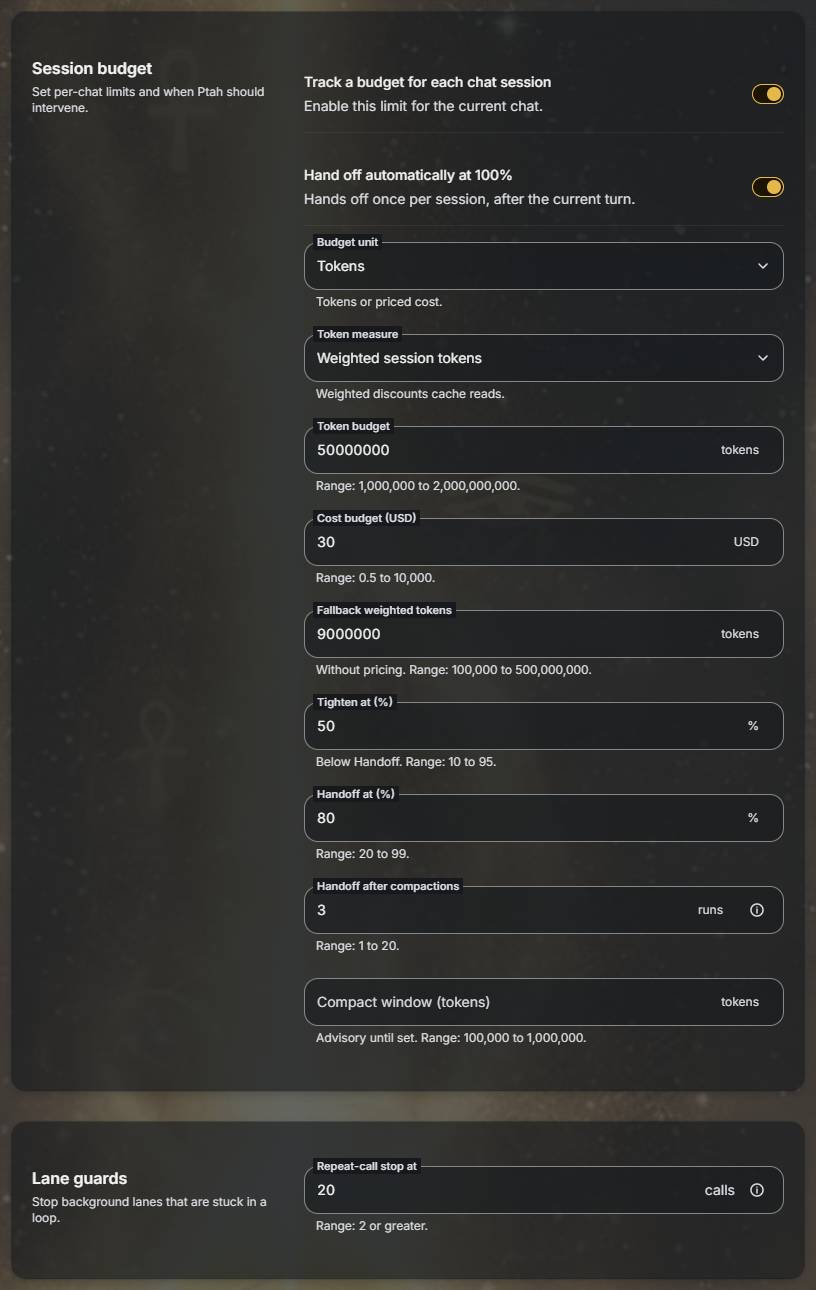 Session budget
Set per-chat limits and when Ptah should
intervene.
Track a budget for each chat session
Enable this limit for the current chat.
Hand off automatically at 100%
Hands off once per session, after the current turn.
Budget unit
Tokens
Tokens or priced cost.
Token measure
Weighted session tokens
Weighted discounts cache reads.
Token budget
50000000 tokens
Range: 1,000,000 to 2,000,000,000.
Cost budget (USD)
30 USD
Range: 0.5 to 10,000.
Fallback weighted tokens
9000000 tokens
Without pricing. Range: 100,000 to 500,000,000.
Tighten at (%)
50 %
Below Handoff. Range: 10 to 95.
Handoff at (%)
80 %
Range: 20 to 99.
Handoff after compactions
3 runs
Range: 1 to 20.
Compact window (tokens) tokens
Advisory until set. Range: 100,000 to 1,000,000.
Lane guards
Stop background lanes that are stuck in a
loop.
Repeat-call stop at
20 calls
Range: 2 or greater.